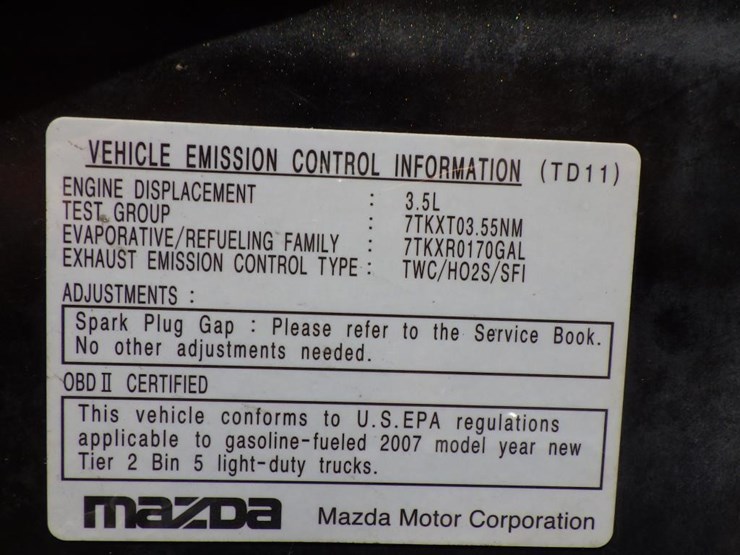 VEHICLE EMISSION CONTROL INFORMATION (TD11)
ENGINE DISPLACEMENT : 3.5L
TEST GROUP : 7TKXT03.55NM
EVAPORATIVE/REFUELING FAMILY : 7TKXR0170GAL
EXHAUST EMISSION CONTROL TYPE : TWC/HO2S/SFI
ADJUSTMENTS :
Spark Plug Gap : Please refer to the Service Book.
No other adjustments needed.
OBD II CERTIFIED
This vehicle conforms to U.S.EPA regulations
applicable to gasoline-fueled 2007 model year new
Tier 2 Bin 5 light-duty trucks.
mazDa Mazda Motor Corporation